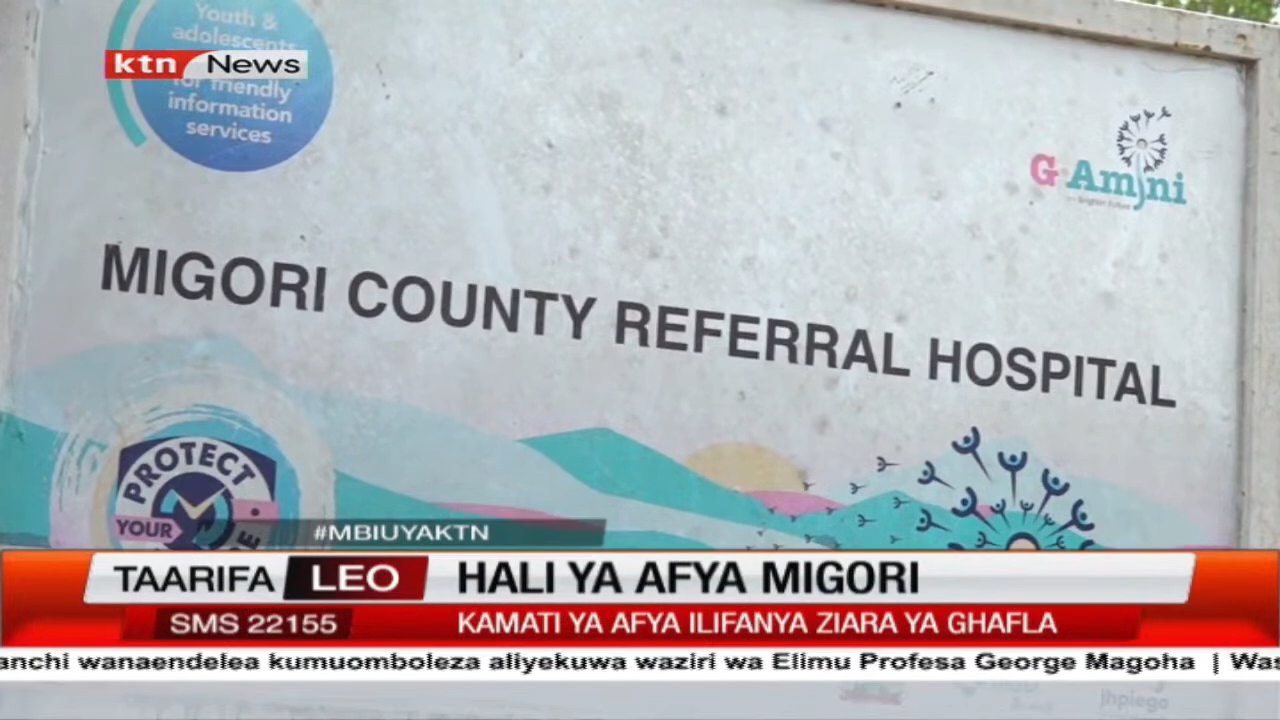 Youth &
adolescents
ktn News
for friendly
information
services
G Amini
MIGORI COUNTY REFERRAL HOSPITAL
PROTECT
YOUR
#MBIUYAKTN
TAARIFA LEO HALI YA AFYA MIGORI
SMS 22155 KAMATI YA AFYA ILIFANYA ZIARA YA GHAFLA
anchi wanaendelea kumuomboleza aliyekuwa waziri wa Elimu Profesa George Magoha | Was
jhpiego